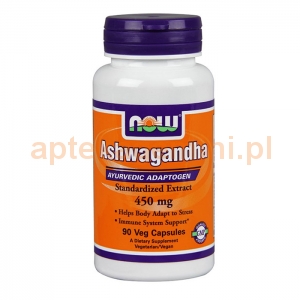 NOW
Ashwagandha
AYURVEDIC ADAPTOGEN
Standardized Extract
450 mg
• Helps Body Adapt to Stress
• Immune System Support*
90 Veg Capsules
A Dietary Supplement
Vegetarian/Vegan
GMP